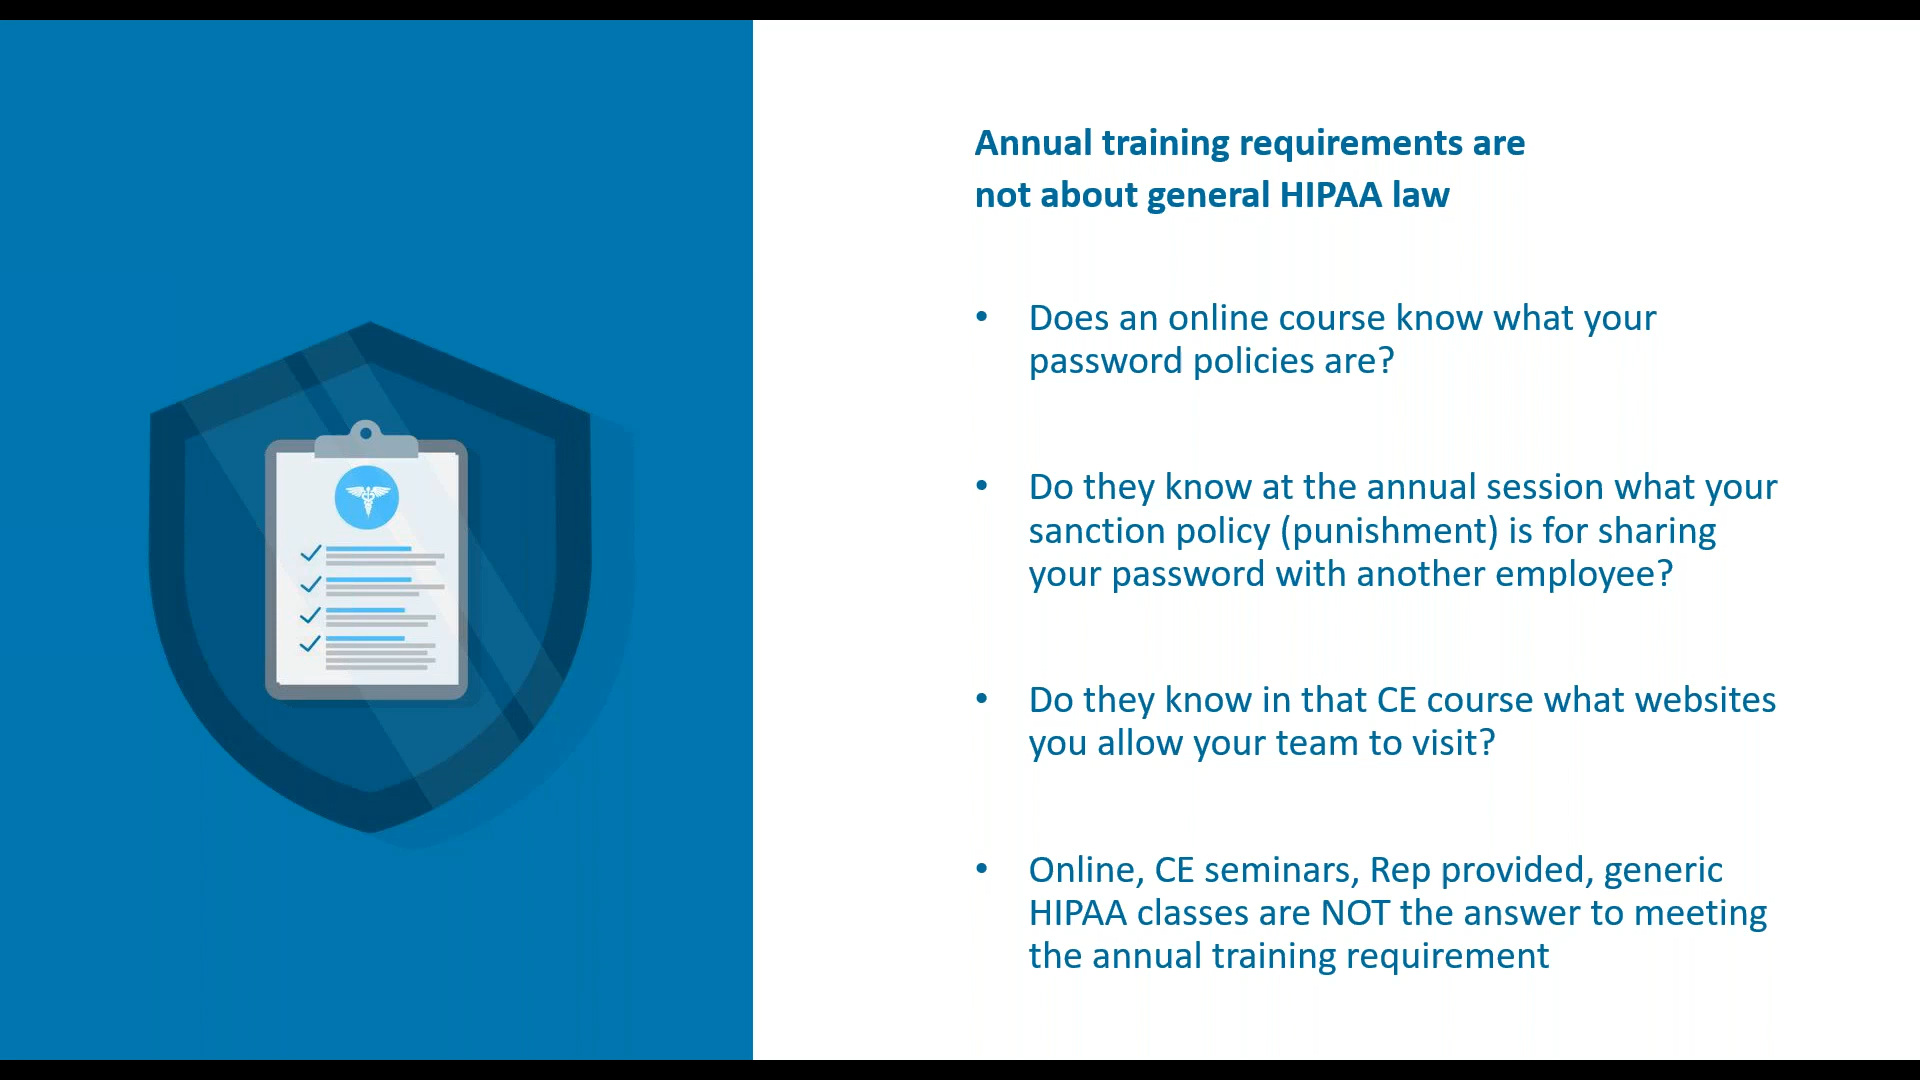 Annual training requirements are
not about general HIPAA law
• Does an online course know what your
password policies are?
• Do they know at the annual session what your
sanction policy (punishment) is for sharing
your password with another employee?
• Do they know in that CE course what websites
you allow your team to visit?
• Online, CE seminars, Rep provided, generic
HIPAA classes are NOT the answer to meeting
the annual training requirement